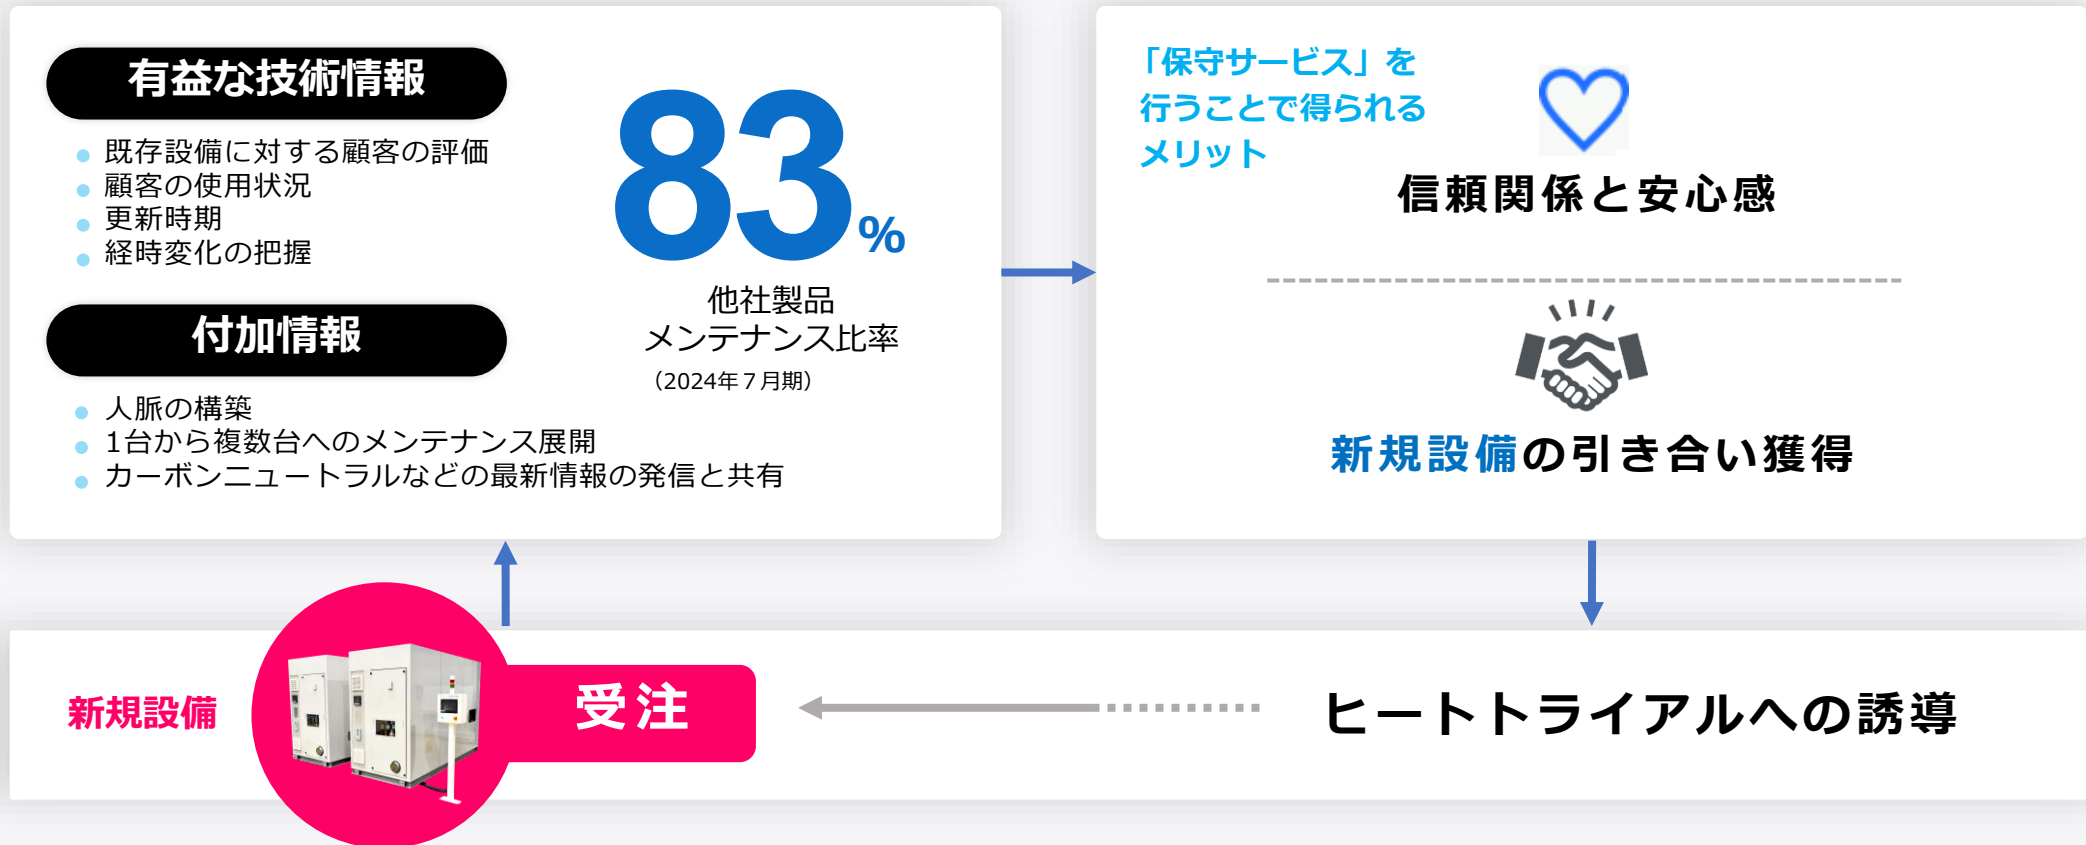 有益な技術情報
既存設備に対する顧客の評価
顧客の使用状況
更新時期
経時変化の把握
付加情報
人脈の構築
1台から複数台へのメンテナンス展開
カーボンニュートラルなどの最新情報の発信と共有
83%
他社製品
メンテナンス比率
（2024年７月期）
「保守サービス」を
行うことで得られる
メリット
信頼関係と安心感
新規設備の引き合い獲得
新規設備
受注
ヒートトライアルへの誘導